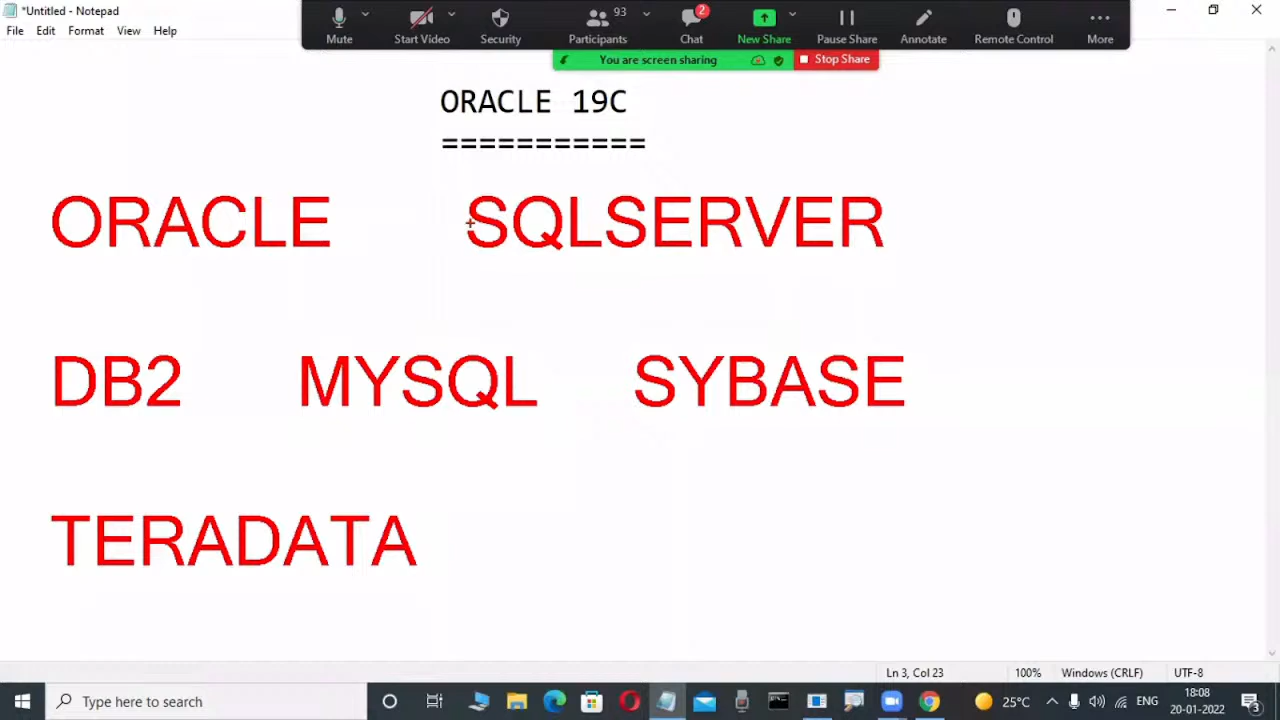 *Untitled - Notepad
File Edit Format View Help
Mute Start Video Security Participants 93 Chat 2 New Share Pause Share Annotate Remote Control More
You are screen sharing Stop Share
ORACLE 19C
===========
ORACLE SQLSERVER
DB2 MYSQL SYBASE
TERADATA
Ln 3, Col 23 100% Windows (CRLF) UTF-8
Type here to search 25°C ENG 18:08 20-01-2022 3